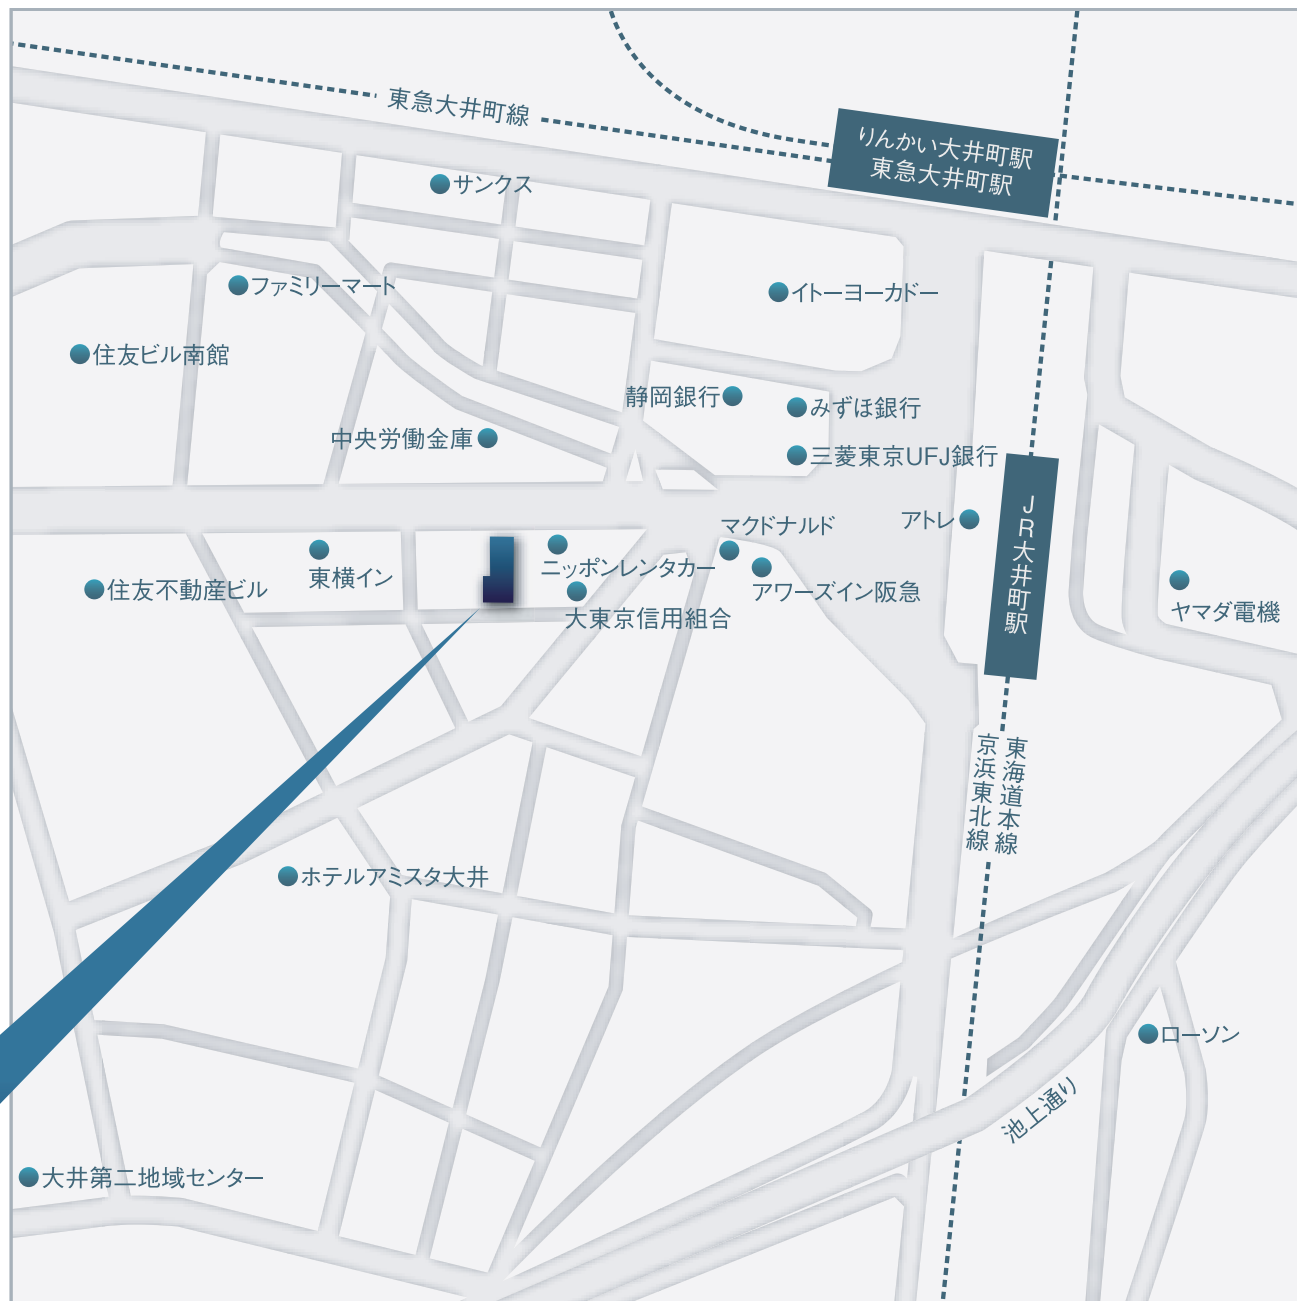 東急大井町線
りんかい大井町駅
東急大井町駅
サンクス
ファミリーマート
イトーヨーカドー
住友ビル南館
静岡銀行
みずほ銀行
中央労働金庫
三菱東京UFJ銀行
アトレ
マクドナルド
JR大井町駅
東横イン
ニッポンレンタカー
アワーズイン阪急
住友不動産ビル
大東京信用組合
ヤマダ電機
東海道本線
京浜東北線
ホテルアミスタ大井
ローソン
池上通り
大井第二地域センター